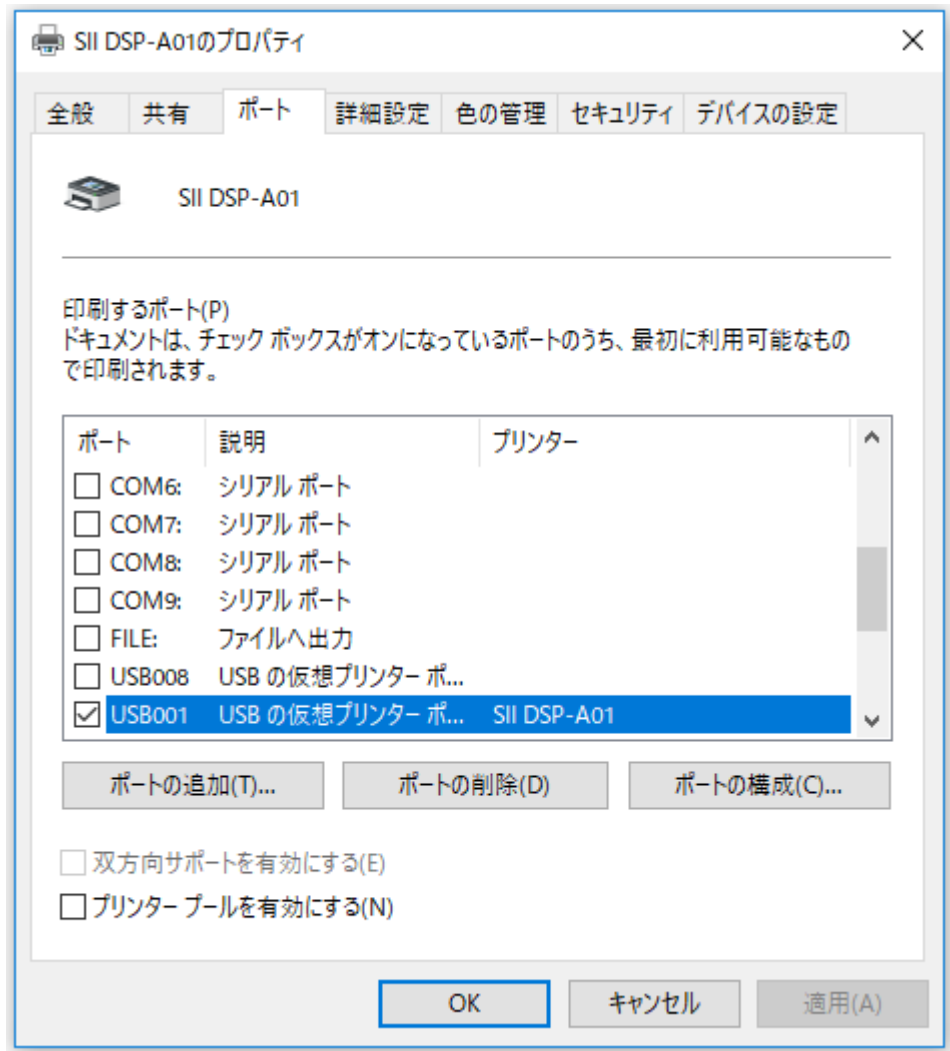 SII DSP-A01のプロパティ
全般 共有 ポート 詳細設定 色の管理 セキュリティ デバイスの設定
SII DSP-A01
印刷するポート(P)
ドキュメントは、チェック ボックスがオンになっているポートのうち、最初に利用可能なもの
で印刷されます。
ポート 説明 プリンター
COM6: シリアル ポート
COM7: シリアル ポート
COM8: シリアル ポート
COM9: シリアル ポート
FILE: ファイルへ出力
USB008 USB の仮想プリンター ポ...
USB001 USB の仮想プリンター ポ... SII DSP-A01
ポートの追加(T)... ポートの削除(D) ポートの構成(C)...
双方向サポートを有効にする(E)
プリンター プールを有効にする(N)
OK キャンセル 適用(A)